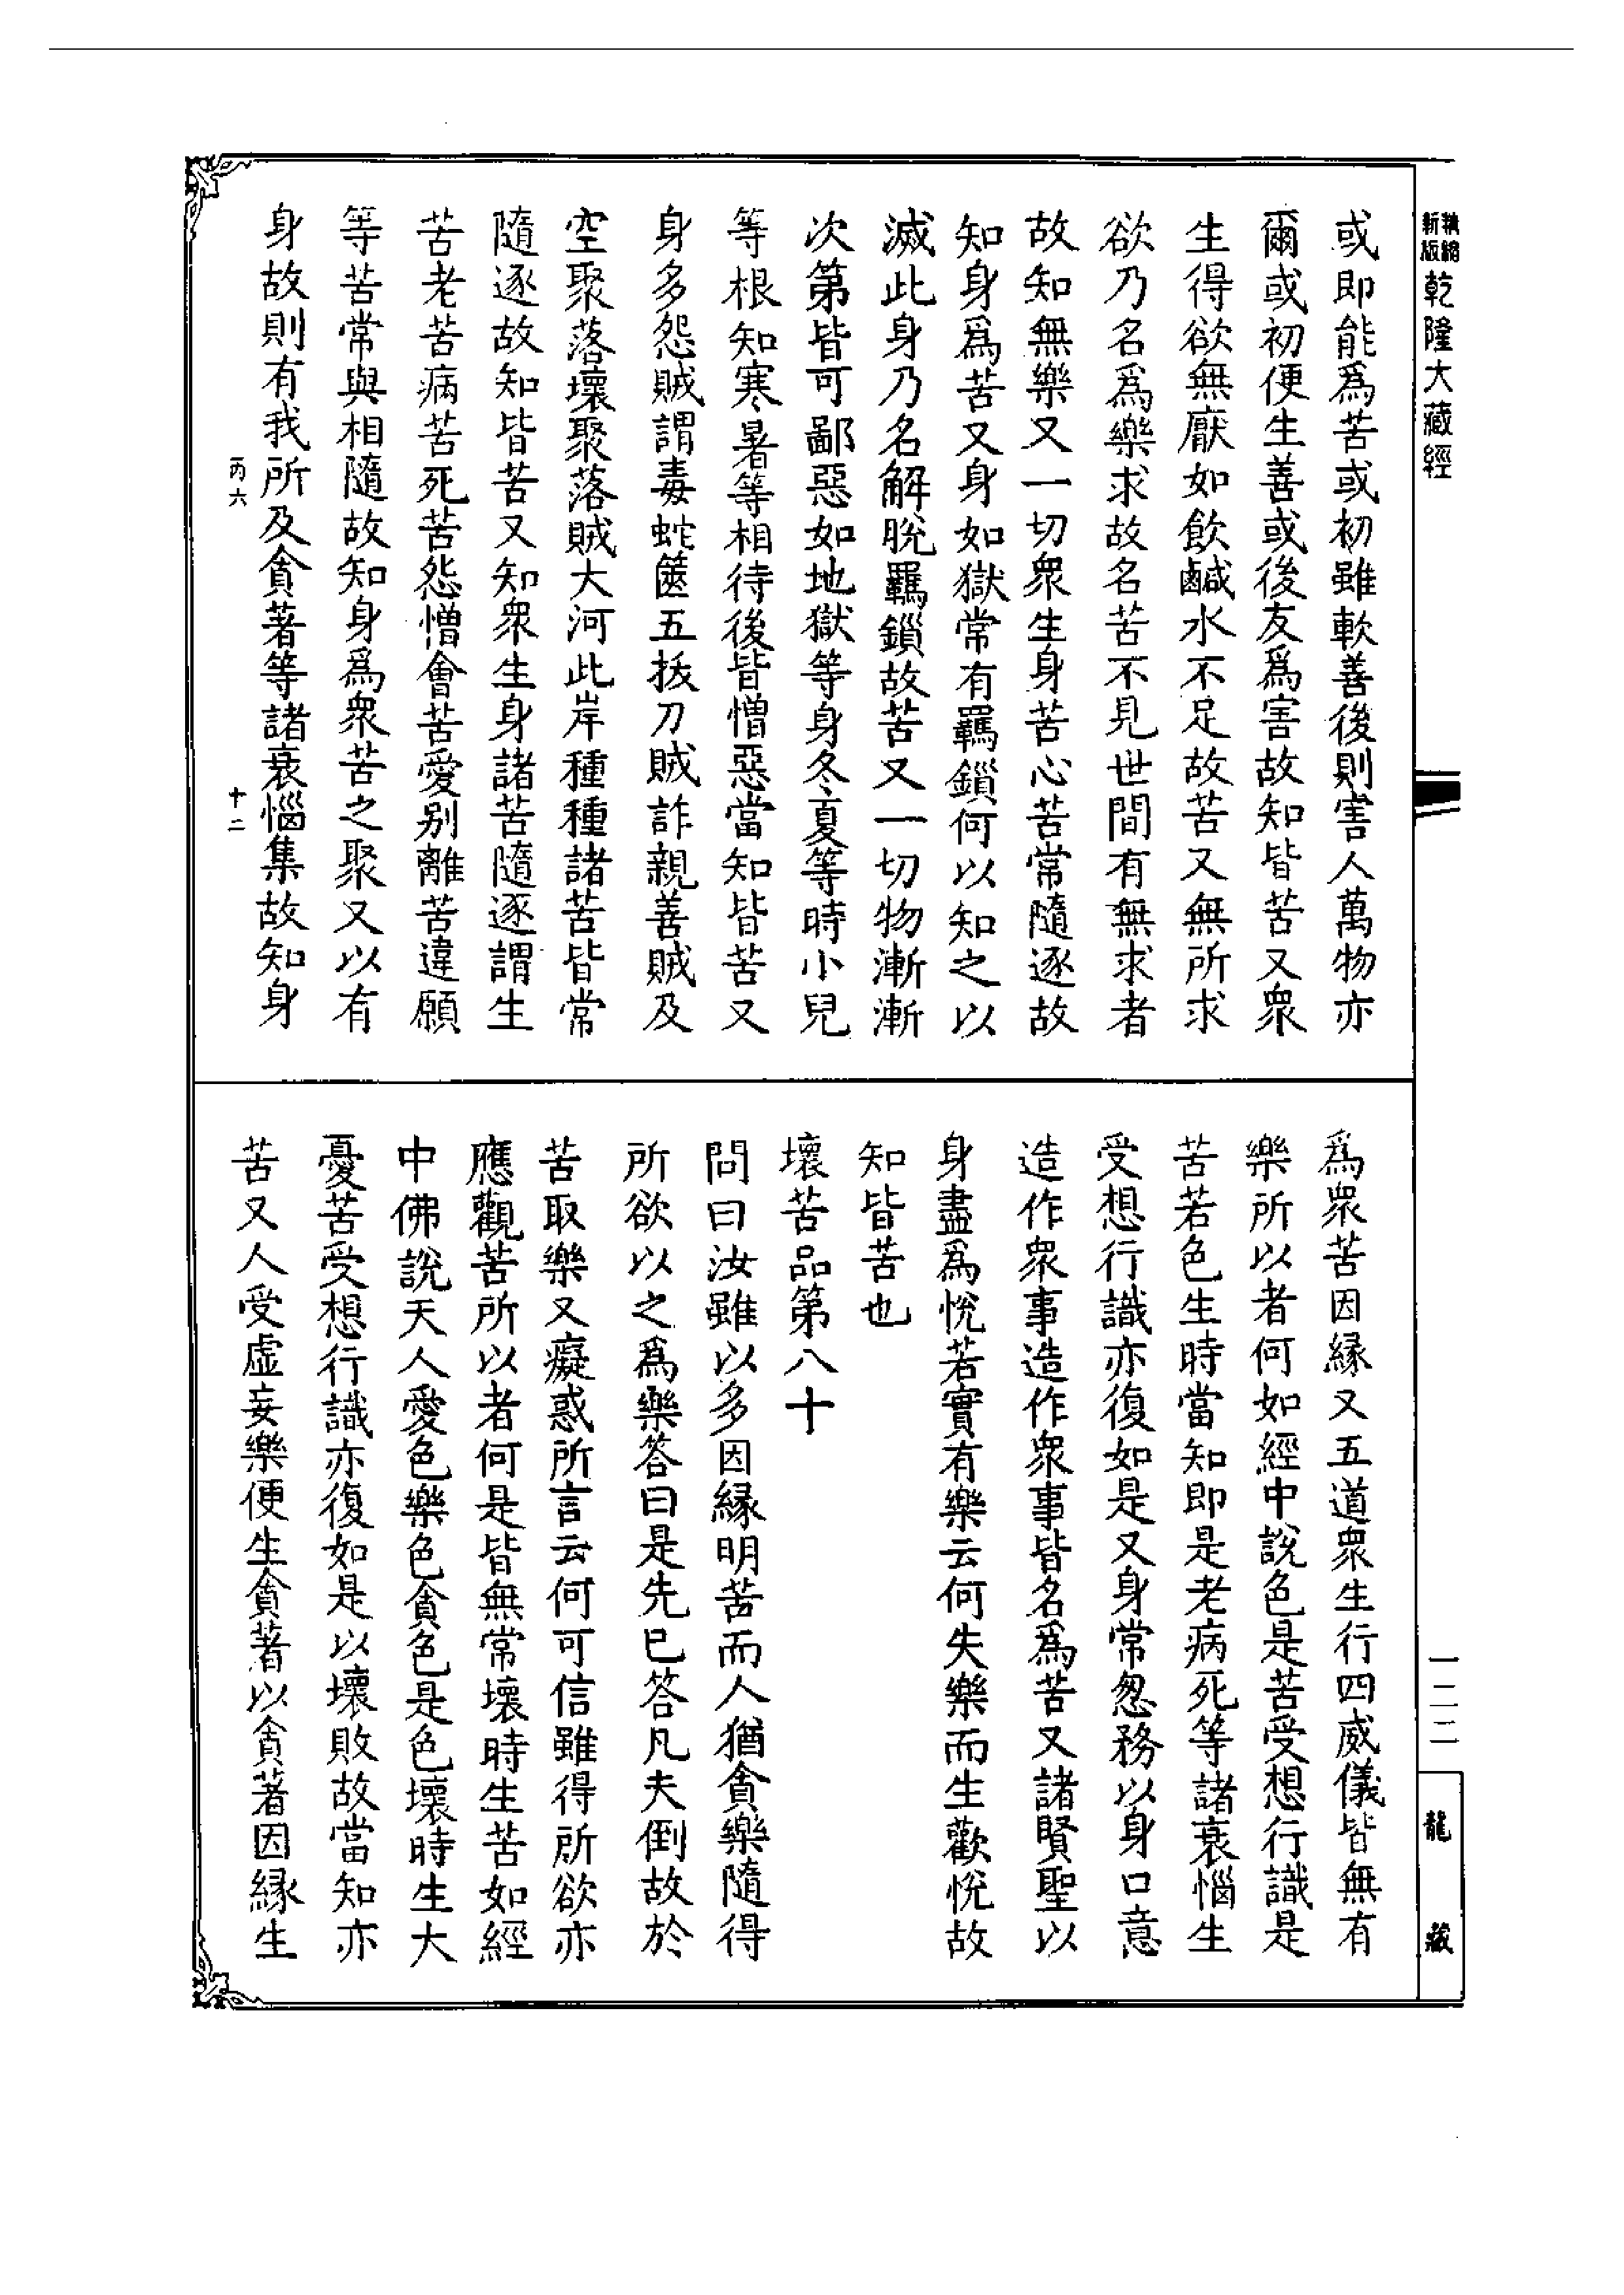 新縮
版縮
乾隆大藏經
或即能爲苦或初雖軟善後則害人萬物亦
爾或初便生善或後友爲害故知皆苦又衆
生得欲無厭如飲鹹水不足故苦又無所求
欲乃名爲樂求故名苦不見世間有無求者
故知無樂又一切衆生身苦心苦常隨逐故
知身爲苦又身如獄常有羈鎖何以知之以
滅此身乃名解脫羈鎖故苦又一切物漸漸
次第皆可鄙惡如地獄等身冬夏等時小兒
等根知寒暑等相待後皆憎惡當知皆苦又
身多怨賊謂毒蛇篋五拔刀賊詐親善賊及
空聚落壞聚落賊大河此岸種種諸苦皆常
隨逐故知皆苦又知衆生身諸苦隨逐謂生
苦老苦病苦死苦怨憎會苦愛別離苦違願
等苦常與相隨故知身爲衆苦之聚又以有
身故則有我所及貪著等諸衰惱集故知身
丙六
十二
爲衆苦因緣又五道衆生行四威儀皆無有
樂所以者何如經中說色是苦受想行識是
苦若色生時當知即是老病死等諸衰惱生
受想行識亦復如是又身常怱務以身口意
造作衆事造作衆事皆名爲苦又諸賢聖以
身盡爲悅若實有樂云何失樂而生歡悅故
知皆苦也
壞苦品第八十
問曰汝雖以多因緣明苦而人猶貪樂隨得
所欲以之爲樂答曰是先已答凡夫倒故於
苦取樂又癡惑所言云何可信雖得所欲亦
應觀苦所以者何是皆無常壞時生苦如經
中佛說天人愛色樂色貪色是色壞時生大
憂苦受想行識亦復如是以壞敗故當知亦
苦又人受虛妄樂便生貪著以貪著因緣生
一二二
龍藏